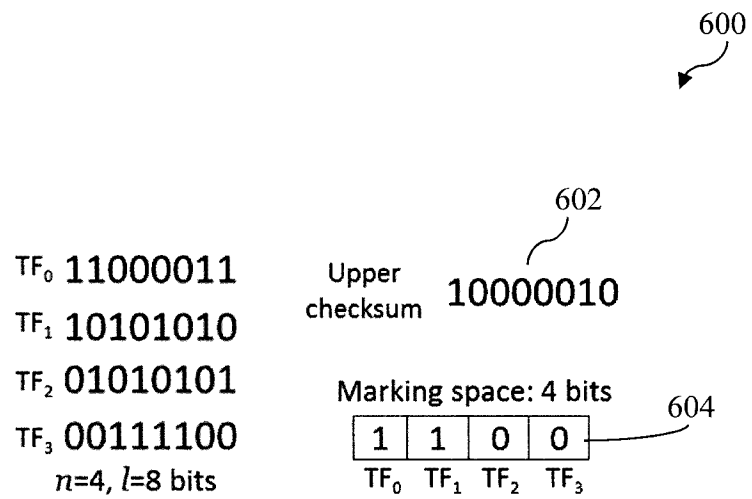 600
602
TF₀ 11000011
TF₁ 10101010
TF₂ 01010101
TF₃ 00111100
n=4, l=8 bits
Upper
checksum
10000010
Marking space: 4 bits
604
1 1 0 0
TF₀ TF₁ TF₂ TF₃